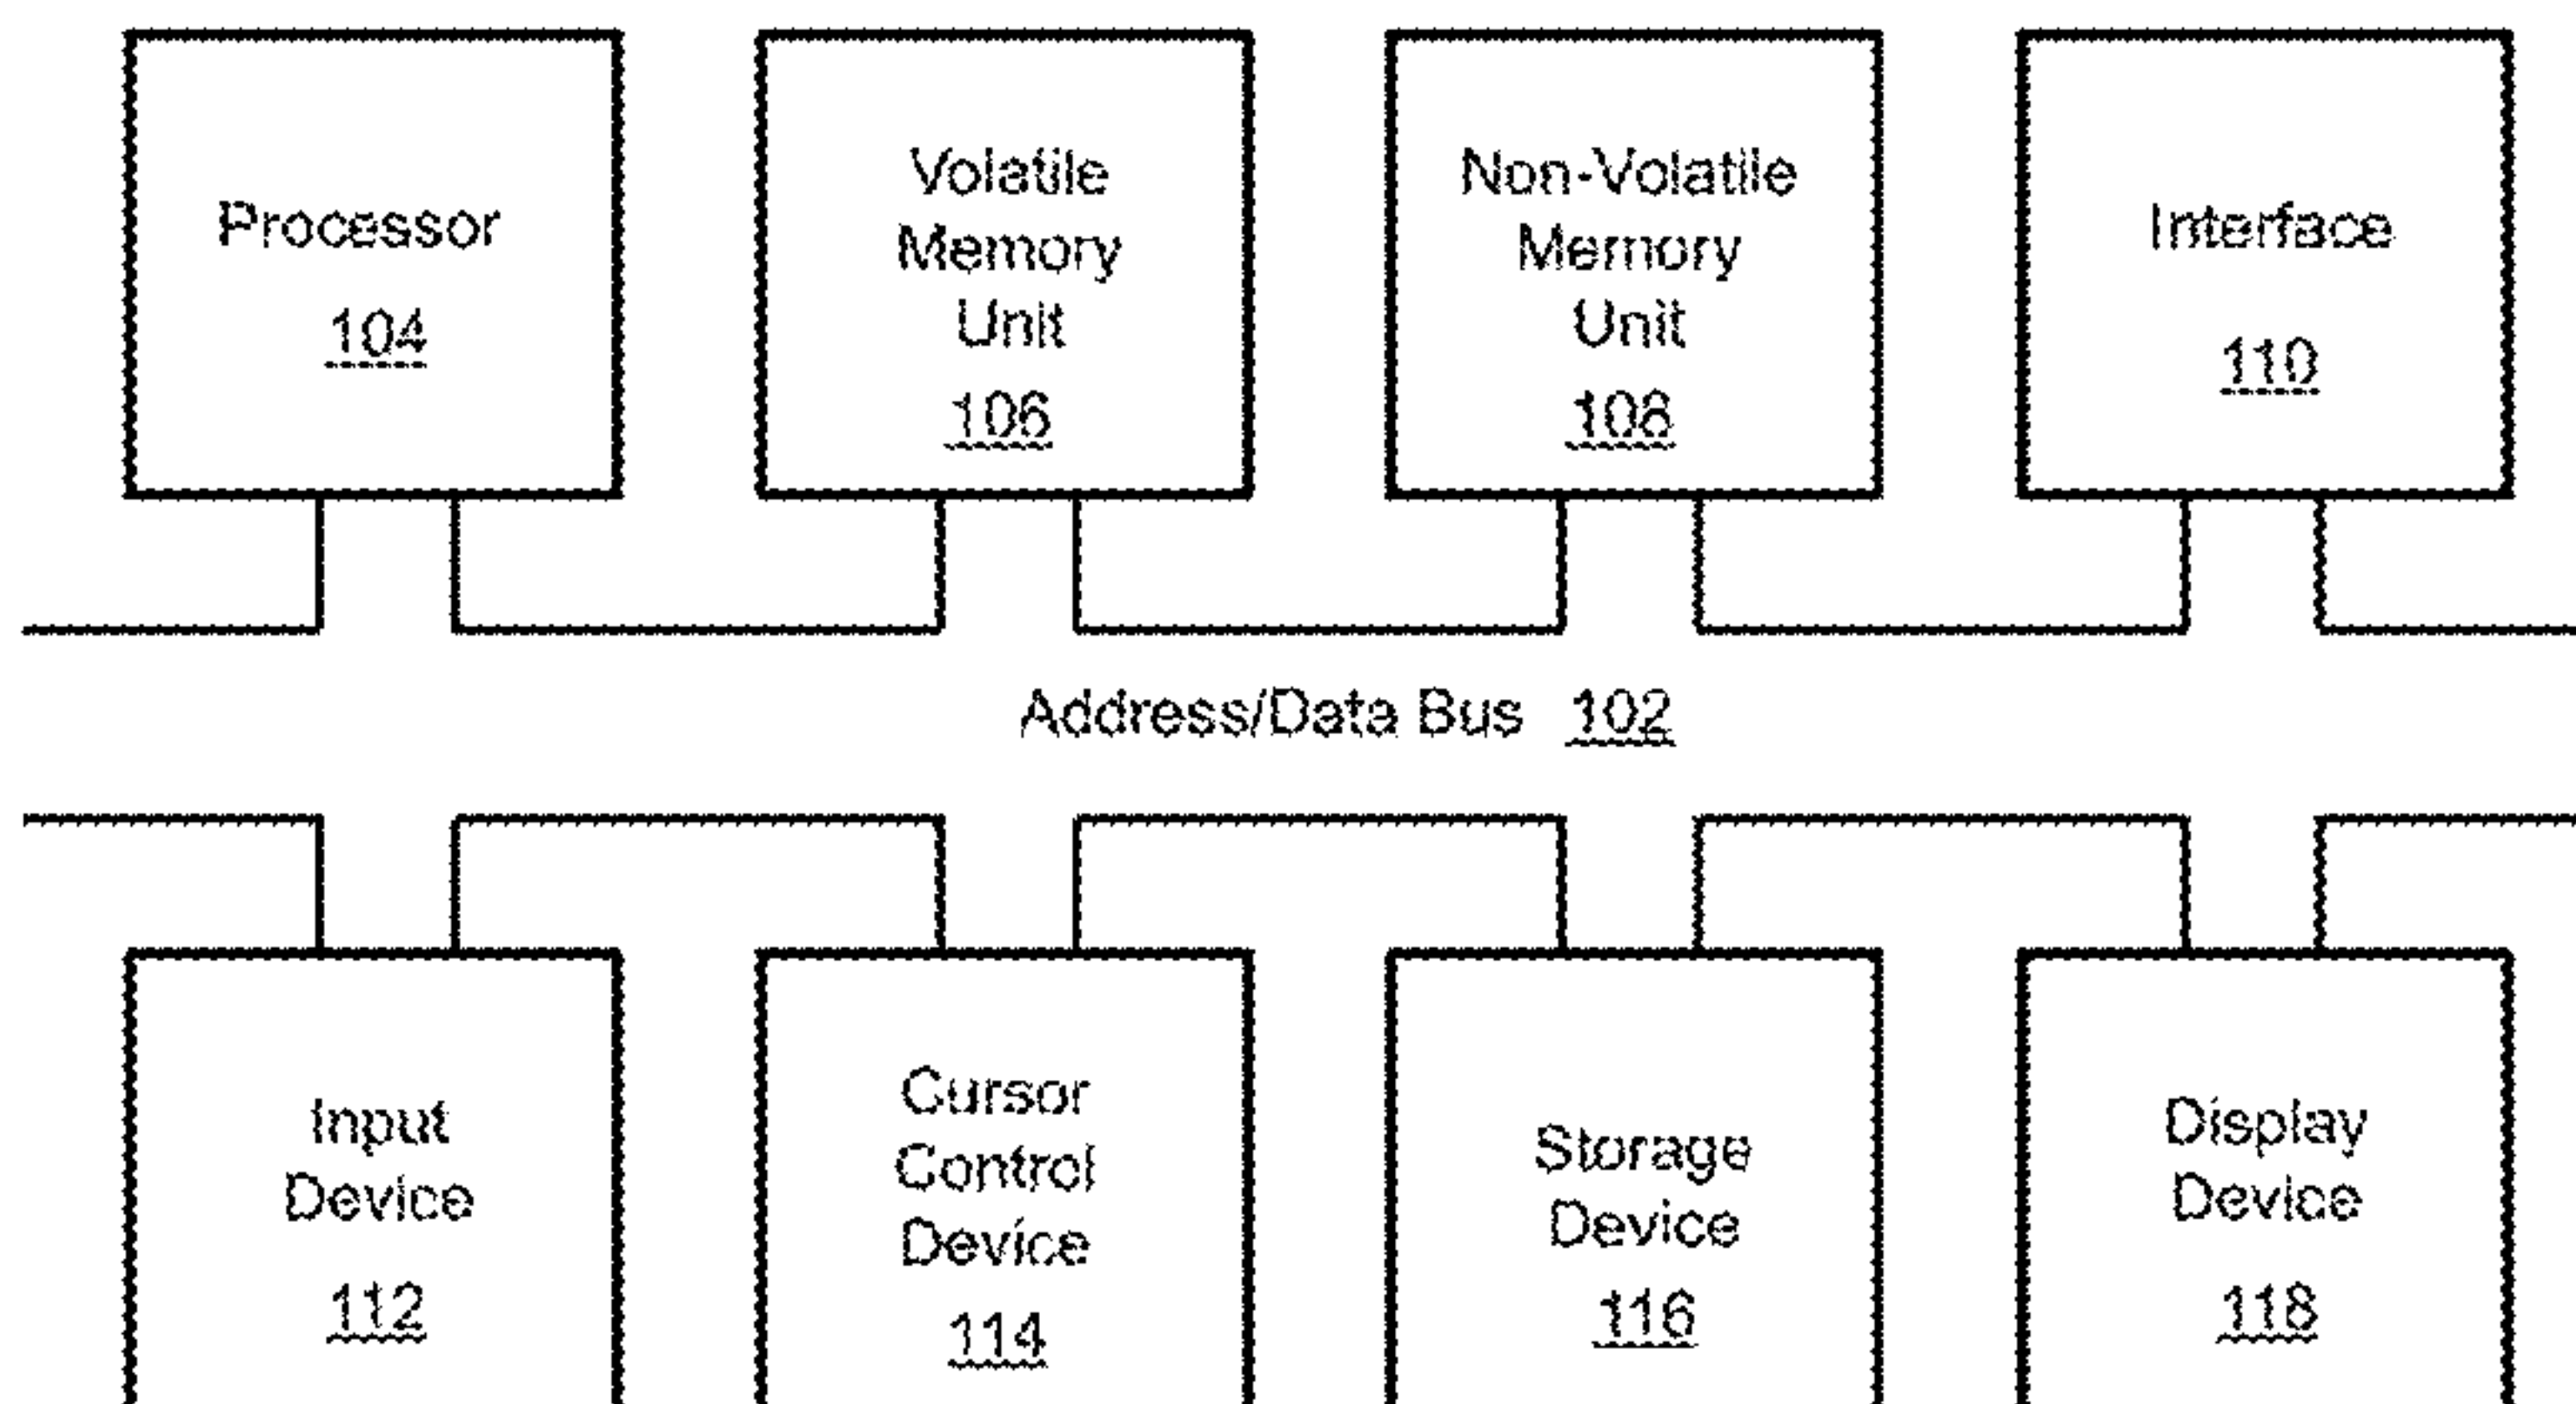 Processor
104
Volatile
Memory
Unit
106
Non-Volatile
Memory
Unit
108
Interface
110
Address/Data Bus 102
Input
Device
112
Cursor
Control
Device
114
Storage
Device
116
Display
Device
118